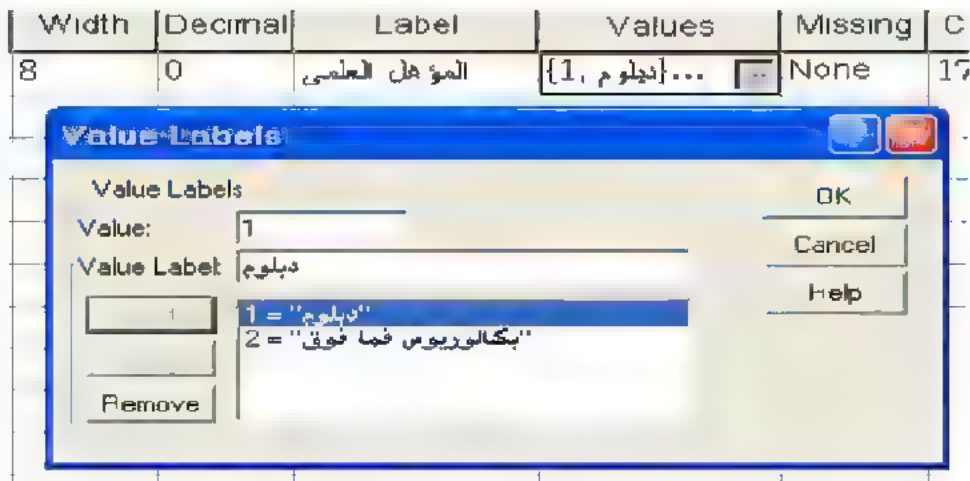 Width Decimal Label Values Missing C
8 0 المؤهل العلمى {1, دبلوم}... ... None 17
Value Labels
Value Labels
OK
Value: 1
Cancel
Value Label: دبلوم
Help
1 = "دبلوم"
2 = "بكالوريوس فما فوق"
Remove